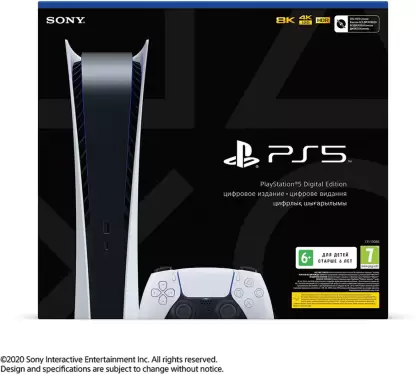 SONY
8K 4K HDR
PS5
PlayStation®5 Digital Edition
цифровое издание • цифрове видання
цифрлық шығарылымы
6+
ДЛЯ ДЕТЕЙ
СТАРШЕ 6 ЛЕТ
7
©2020 Sony Interactive Entertainment Inc. All rights reserved.
Design and specifications are subject to change without notice.